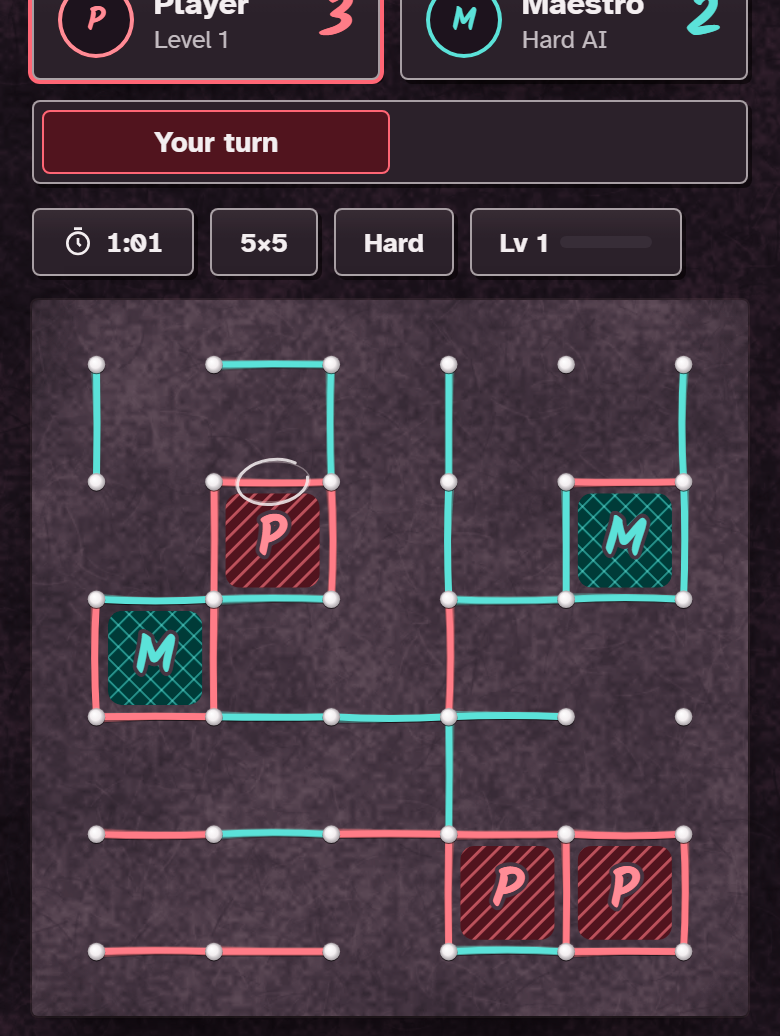 P Player 3
Level 1
M Maestro 2
Hard AI
Your turn
1:01 5×5 Hard Lv 1
P M
M
P P